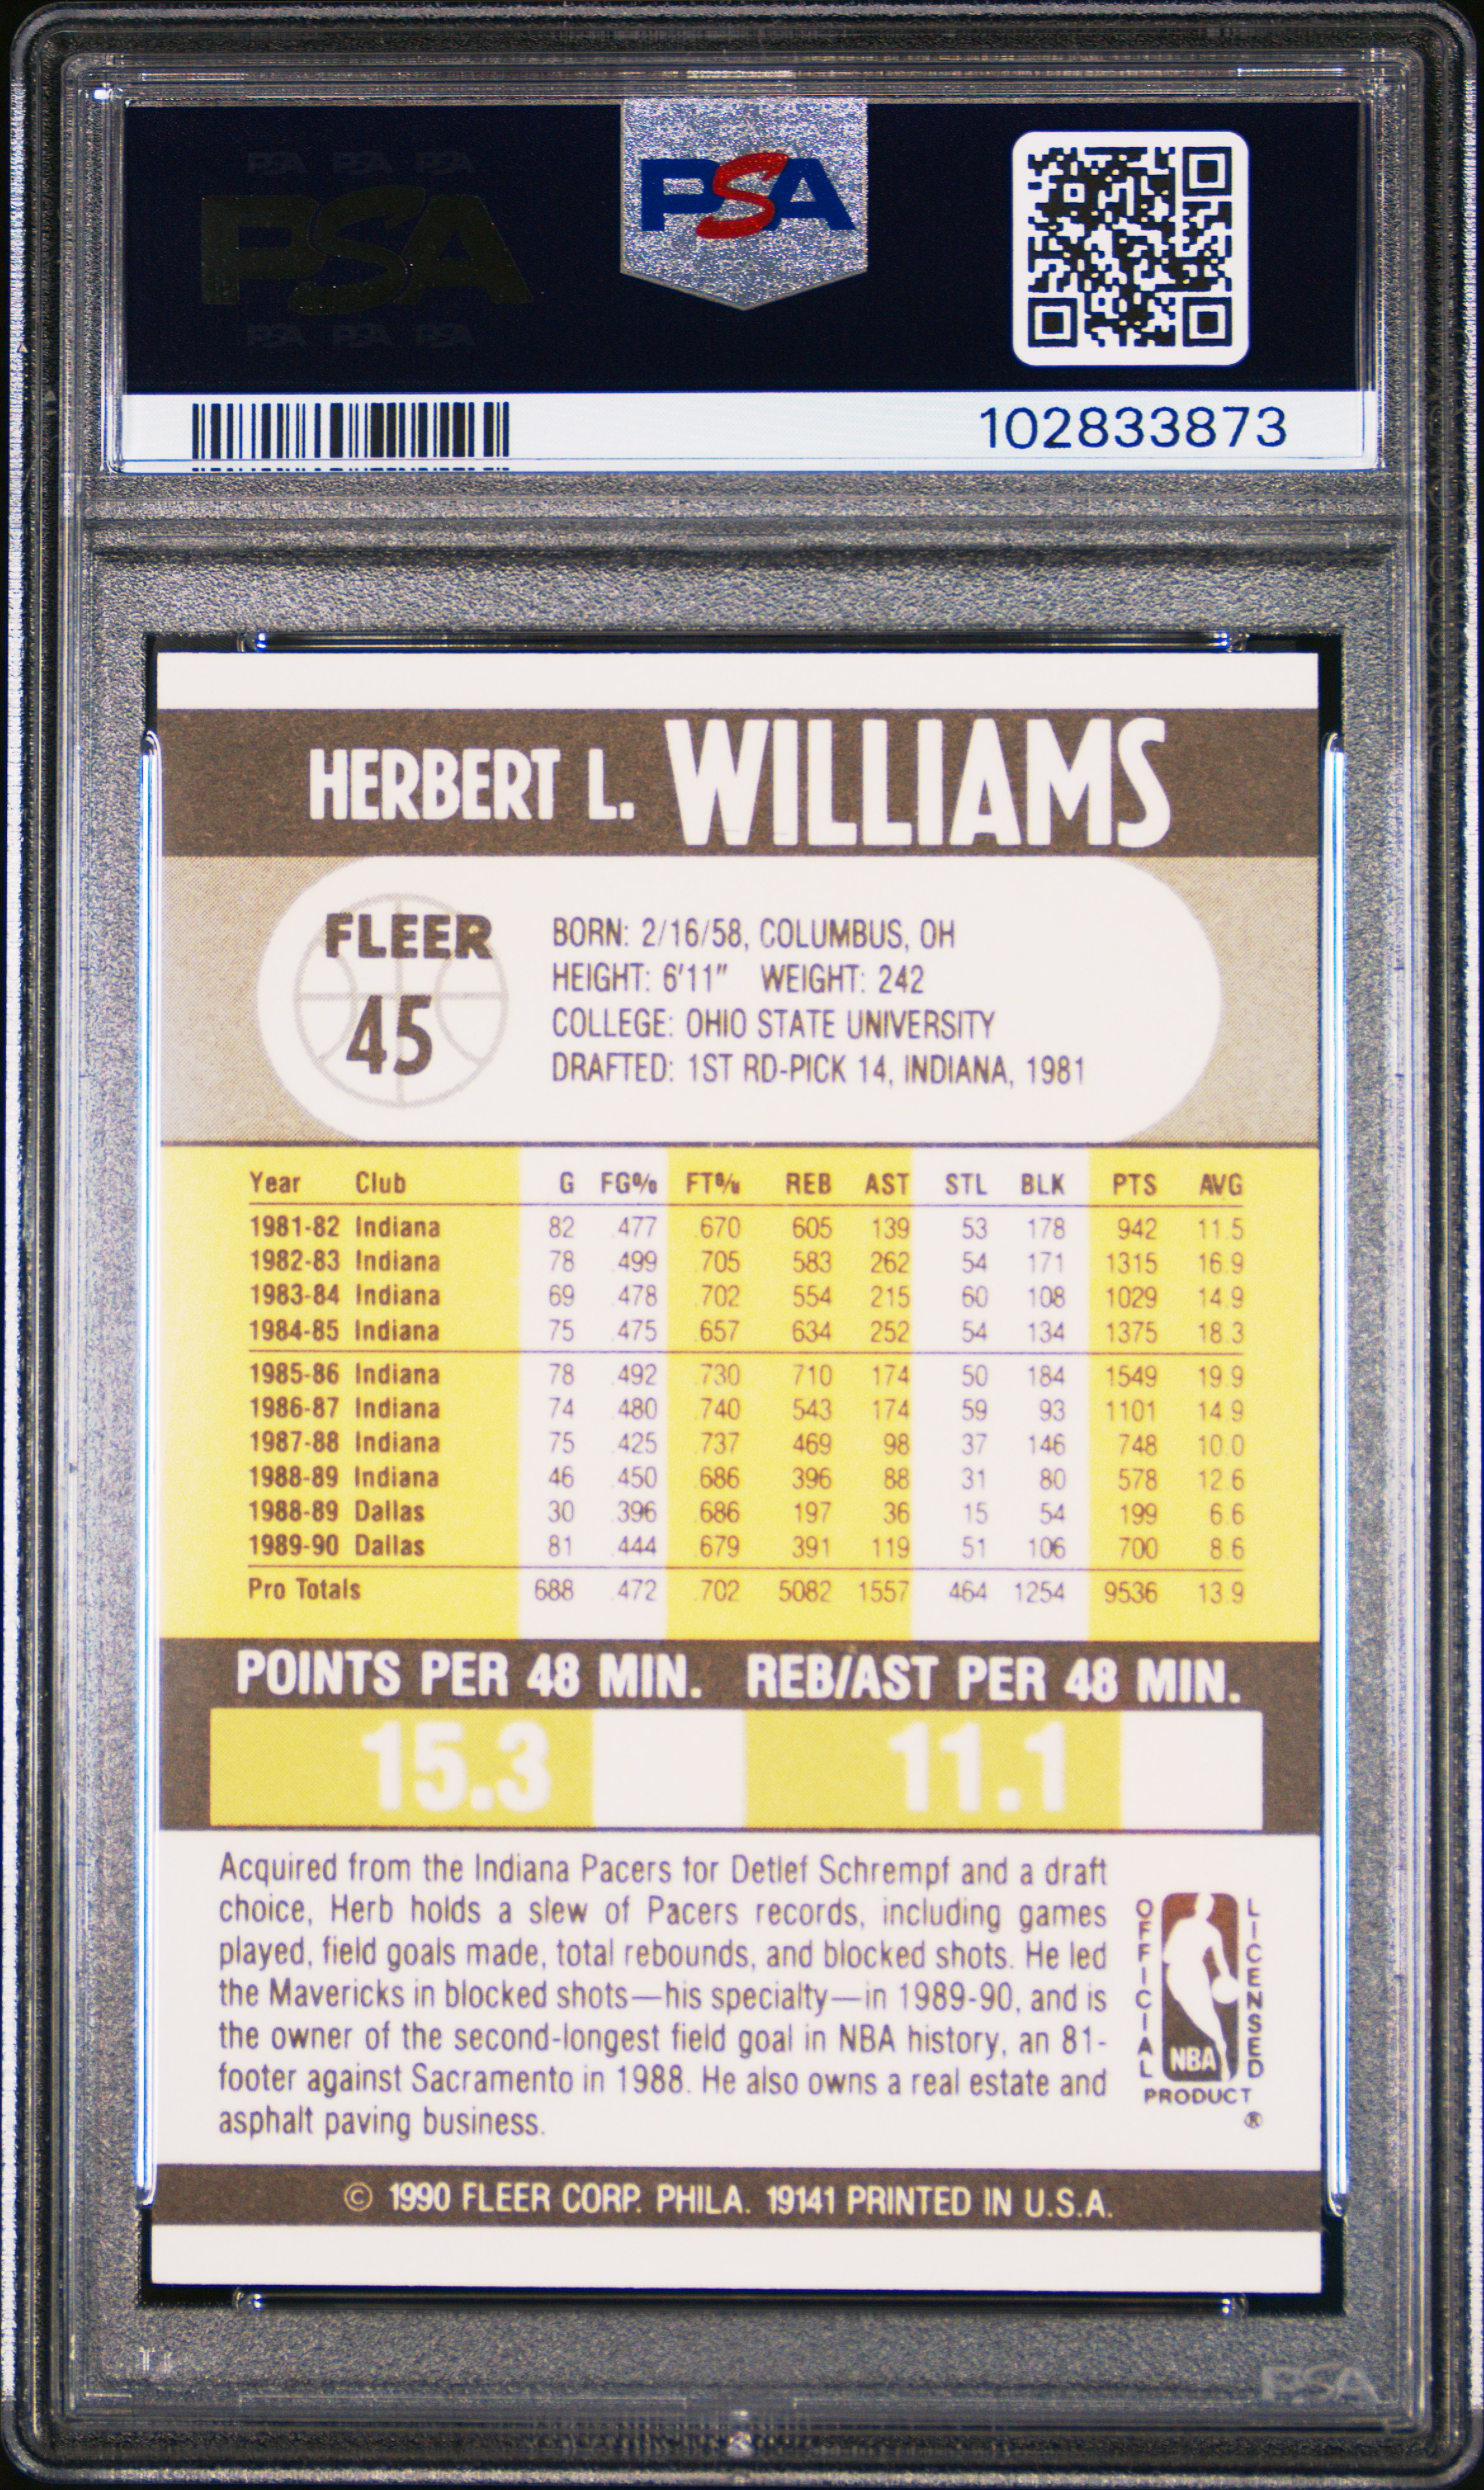 PSA PSA PSA
PSA
PSA PSA PSA
PSA
102833873
HERBERT L. WILLIAMS
FLEER
45
BORN: 2/16/58, COLUMBUS, OH
HEIGHT: 6'11" WEIGHT: 242
COLLEGE: OHIO STATE UNIVERSITY
DRAFTED: 1ST RD-PICK 14, INDIANA, 1981
Year Club G FG% FT% REB AST STL BLK PTS AVG
1981-82 Indiana 82 .477 .670 605 139 53 178 942 11.5
1982-83 Indiana 78 .499 .705 583 262 54 171 1315 16.9
1983-84 Indiana 69 .478 .702 554 215 60 108 1029 14.9
1984-85 Indiana 75 .475 .657 634 252 54 134 1375 18.3
1985-86 Indiana 78 .492 .730 710 174 50 184 1549 19.9
1986-87 Indiana 74 .480 .740 543 174 59 93 1101 14.9
1987-88 Indiana 75 .425 .737 469 98 37 146 748 10.0
1988-89 Indiana 46 .450 .686 396 88 31 80 578 12.6
1988-89 Dallas 30 .396 .686 197 36 15 54 199 6.6
1989-90 Dallas 81 .444 .679 391 119 51 106 700 8.6
Pro Totals 688 .472 .702 5082 1557 464 1254 9536 13.9
POINTS PER 48 MIN. REB/AST PER 48 MIN.
15.3 11.1
Acquired from the Indiana Pacers for Detlef Schrempf and a draft
choice, Herb holds a slew of Pacers records, including games
played, field goals made, total rebounds, and blocked shots. He led
the Mavericks in blocked shots—his specialty—in 1989-90, and is
the owner of the second-longest field goal in NBA history, an 81-
footer against Sacramento in 1988. He also owns a real estate and
asphalt paving business.
OFFICIAL
LICENSED
NBA
PRODUCT
®
© 1990 FLEER CORP. PHILA. 19141 PRINTED IN U.S.A.
PSA